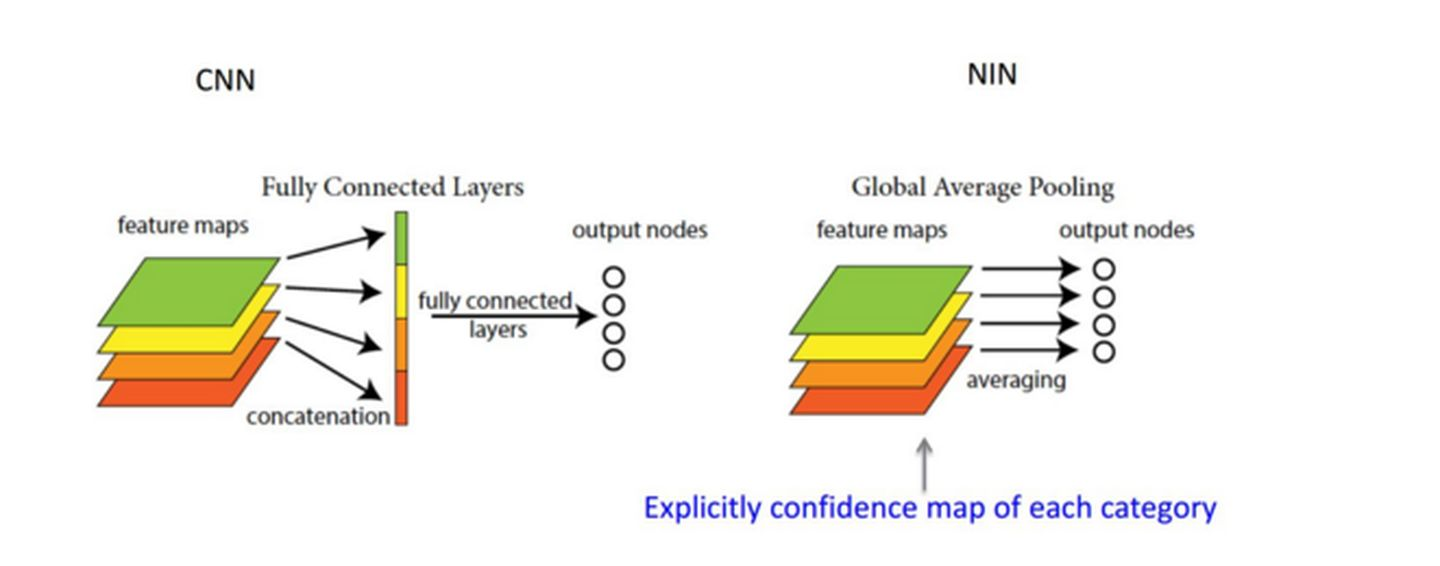 CNN
NIN
Fully Connected Layers
feature maps
output nodes
fully connected
layers
concatenation
Global Average Pooling
feature maps
output nodes
averaging
Explicitly confidence map of each category